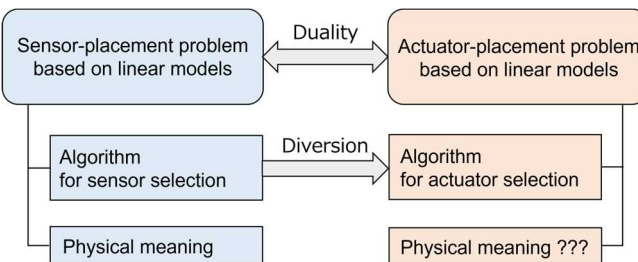 Sensor-placement problem
based on linear models
Duality
Actuator-placement problem
based on linear models
Algorithm
for sensor selection
Diversion
Algorithm
for actuator selection
Physical meaning
Physical meaning ???